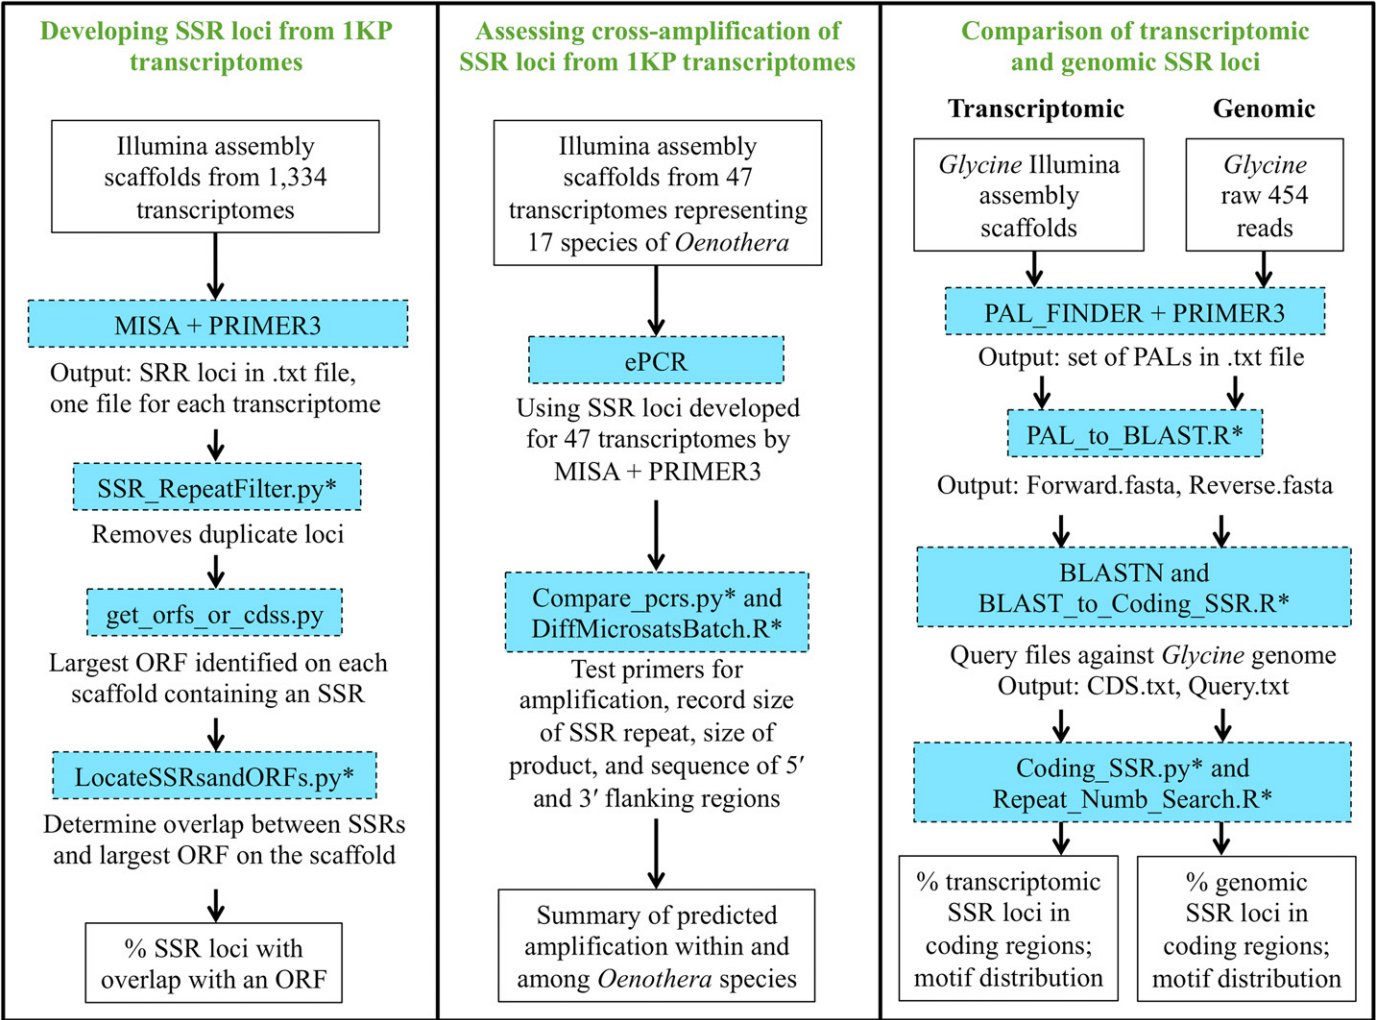 Developing SSR loci from 1KP
transcriptomes
Illumina assembly
scaffolds from 1,334
transcriptomes
MISA + PRIMER3
Output: SRR loci in .txt file,
one file for each transcriptome
SSR_RepeatFilter.py*
Removes duplicate loci
get_orfs_or_cdss.py
Largest ORF identified on each
scaffold containing an SSR
LocateSSRsandORFs.py*
Determine overlap between SSRs
and largest ORF on the scaffold
% SSR loci with
overlap with an ORF
Assessing cross-amplification of
SSR loci from 1KP transcriptomes
Illumina assembly
scaffolds from 47
transcriptomes representing
17 species of Oenothera
ePCR
Using SSR loci developed
for 47 transcriptomes by
MISA + PRIMER3
Compare_pcrs.py* and
DiffMicrosatsBatch.R*
Test primers for
amplification, record size
of SSR repeat, size of
product, and sequence of 5′
and 3′ flanking regions
Summary of predicted
amplification within and
among Oenothera species
Comparison of transcriptomic
and genomic SSR loci
Transcriptomic
Glycine Illumina
assembly
scaffolds
Genomic
Glycine
raw 454
reads
PAL_FINDER + PRIMER3
Output: set of PALs in .txt file
PAL_to_BLAST.R*
Output: Forward.fasta, Reverse.fasta
BLASTN and
BLAST_to_Coding_SSR.R*
Query files against Glycine genome
Output: CDS.txt, Query.txt
Coding_SSR.py* and
Repeat_Numb_Search.R*
% transcriptomic
SSR loci in
coding regions;
motif distribution
% genomic
SSR loci in
coding regions;
motif distribution